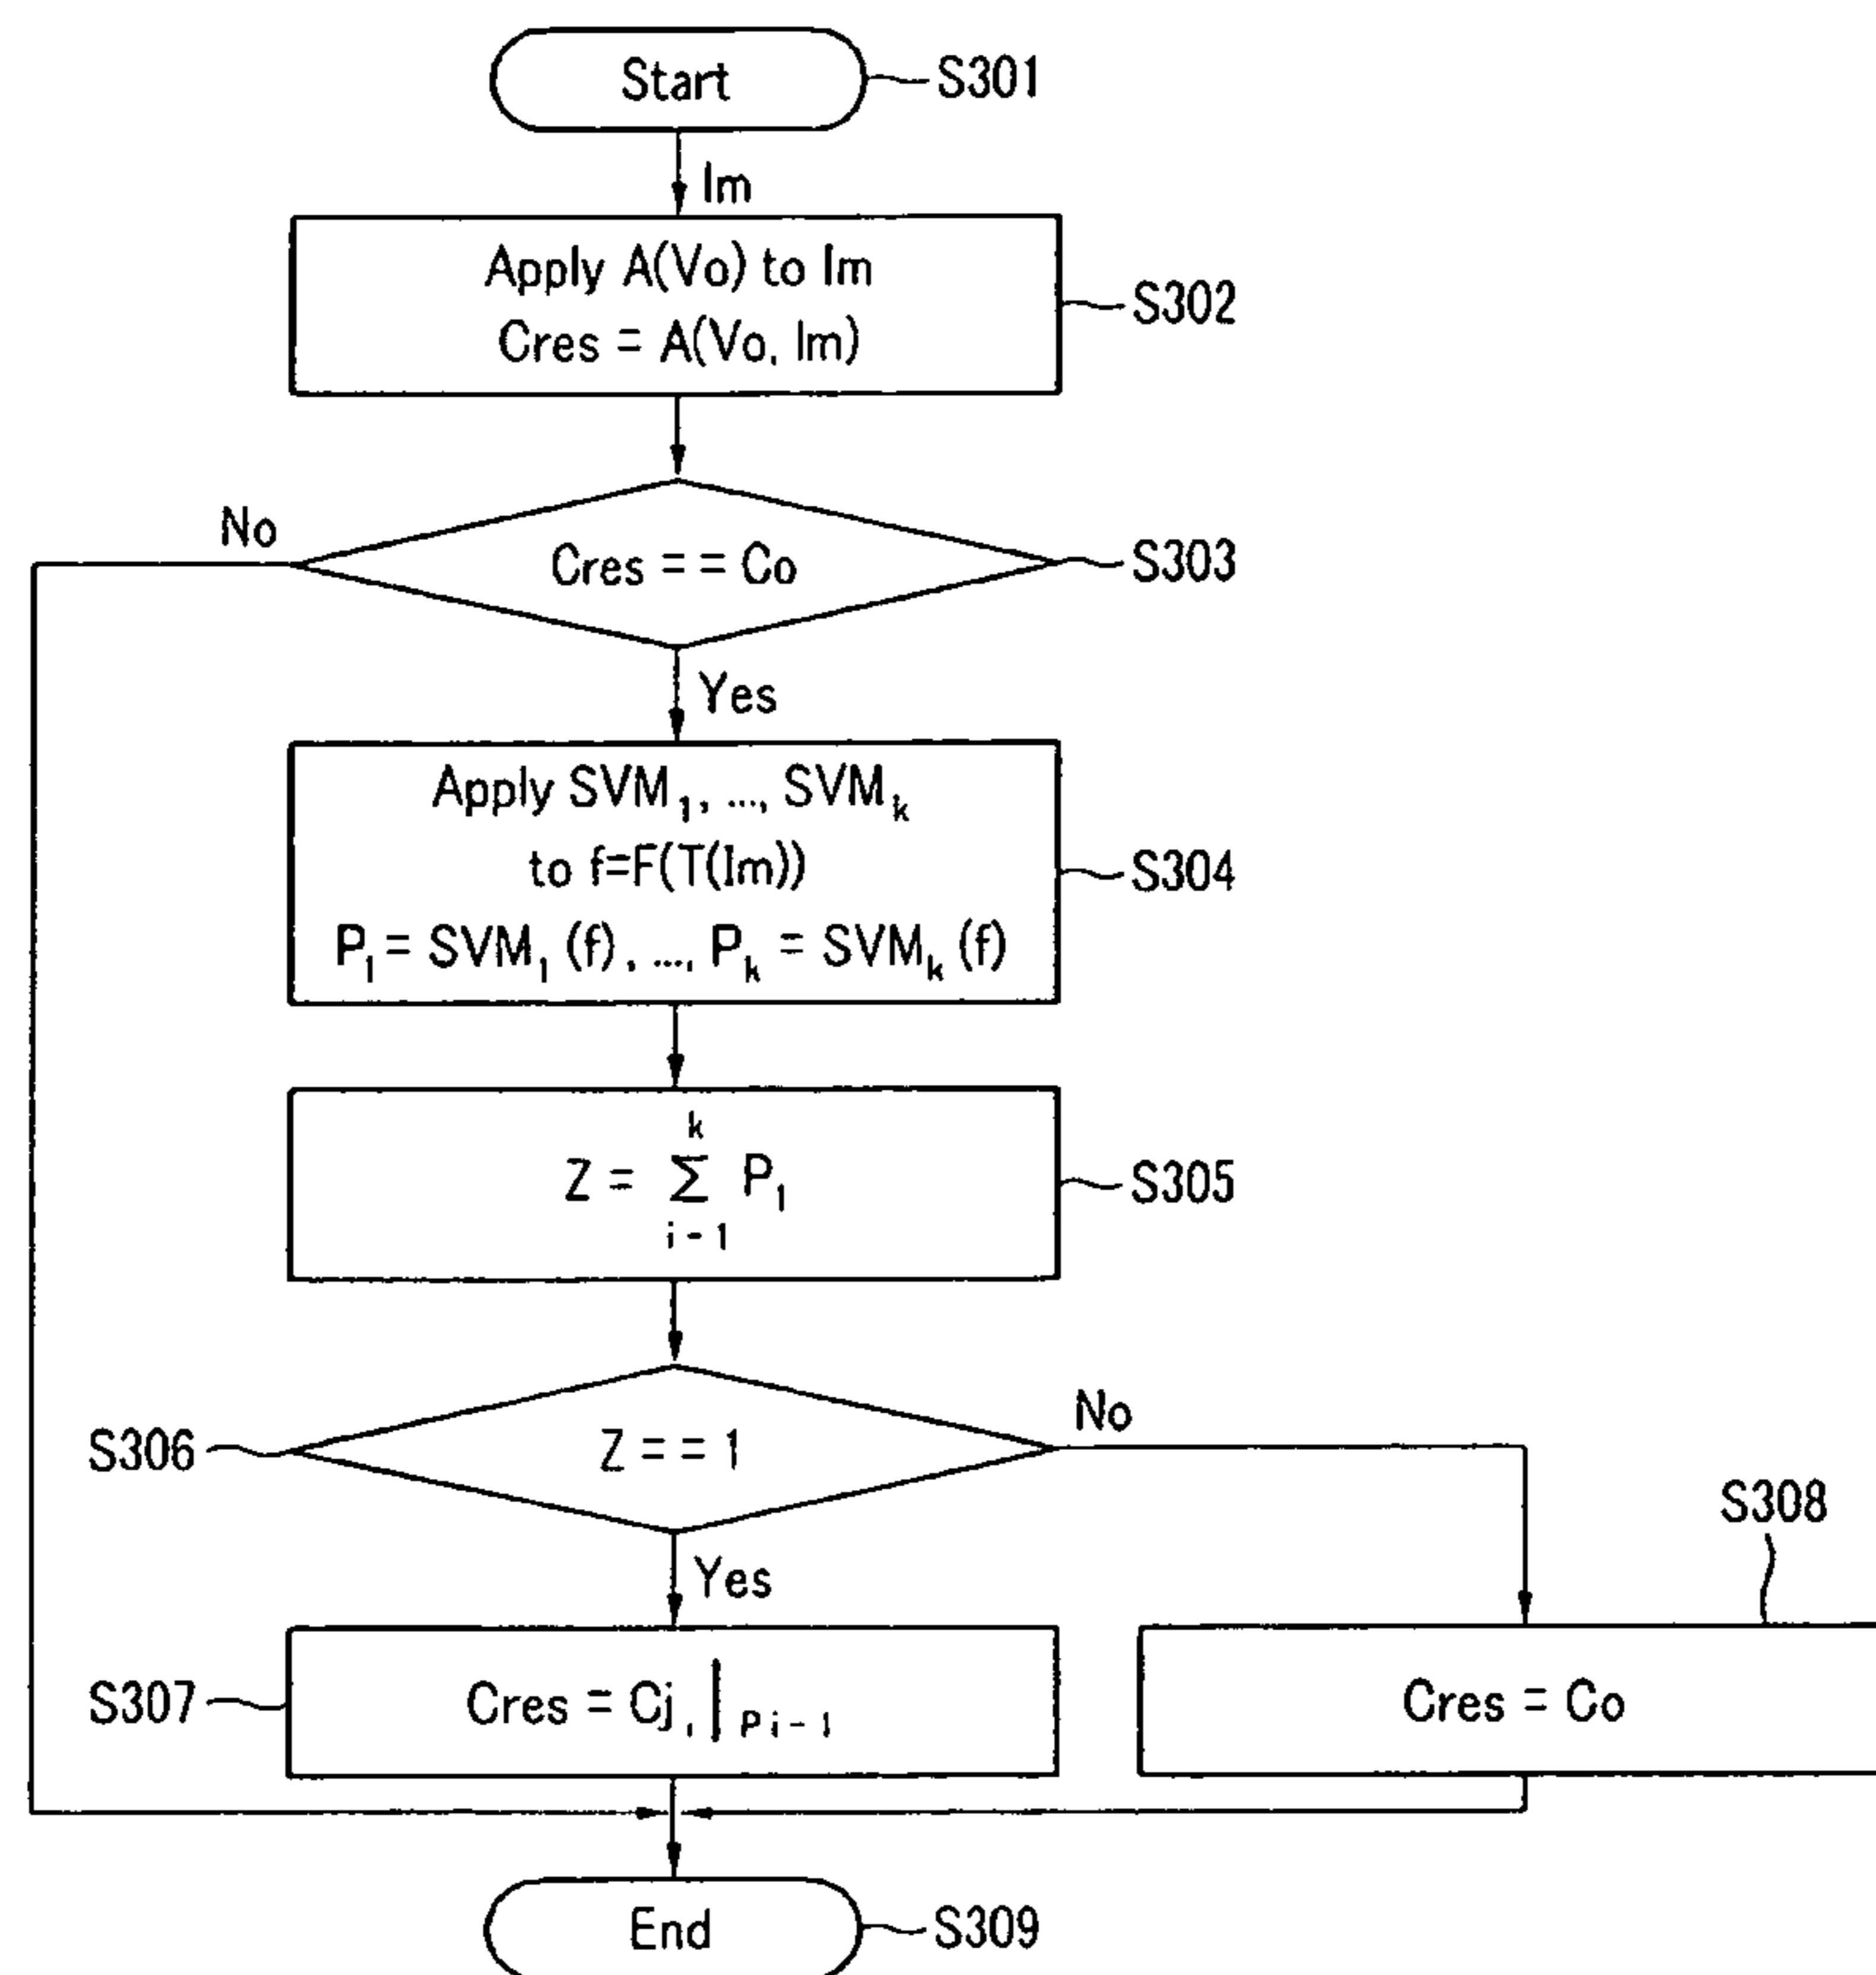 Start
S301
Im
Apply A(Vo) to Im
Cres = A(Vo, Im)
S302
No
Cres == Co
S303
Yes
Apply SVM₁, ..., SVMₖ
to f=F(T(Im))
P₁ = SVM₁ (f), ..., Pₖ = SVMₖ (f)
S304
k
Z = Σ P₁
i - 1
S305
S306
Z == 1
No
Yes
S308
S307
Cres = Cj, | P i - 1
Cres = Co
End
S309